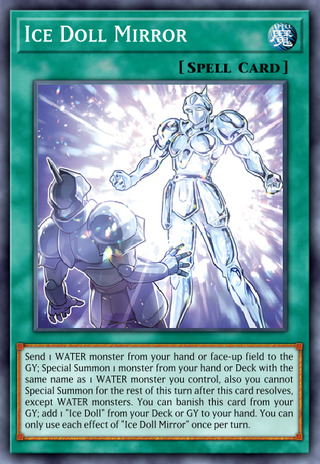 Ice Doll Mirror
[Spell Card]
Send 1 WATER monster from your hand or face-up field to the
GY; Special Summon 1 monster from your hand or Deck with the
same name as 1 WATER monster you control, also you cannot
Special Summon for the rest of this turn after this card resolves,
except WATER monsters. You can banish this card from your
GY; add 1 "Ice Doll" from your Deck or GY to your hand. You can
only use each effect of "Ice Doll Mirror" once per turn.